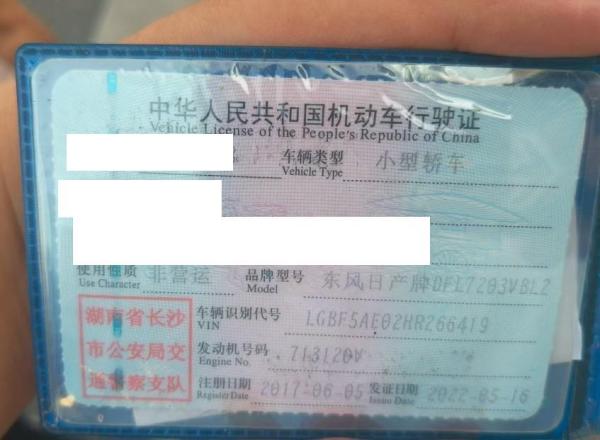 中华人民共和国机动车行驶证
Vehicle License of the People's Republic of China
车辆类型 小型轿车
Vehicle Type
使用性质 非营运 品牌型号 东风日产牌DFL7203VBL2
Use Character Model
湖南省长沙
市公安局交
通警察支队
车辆识别代号 LGBF5AE02HR266419
VIN
发动机号码 713120V
Engine No.
注册日期 2017-06-05 发证日期 2022-05-16
Register Date Issue Date